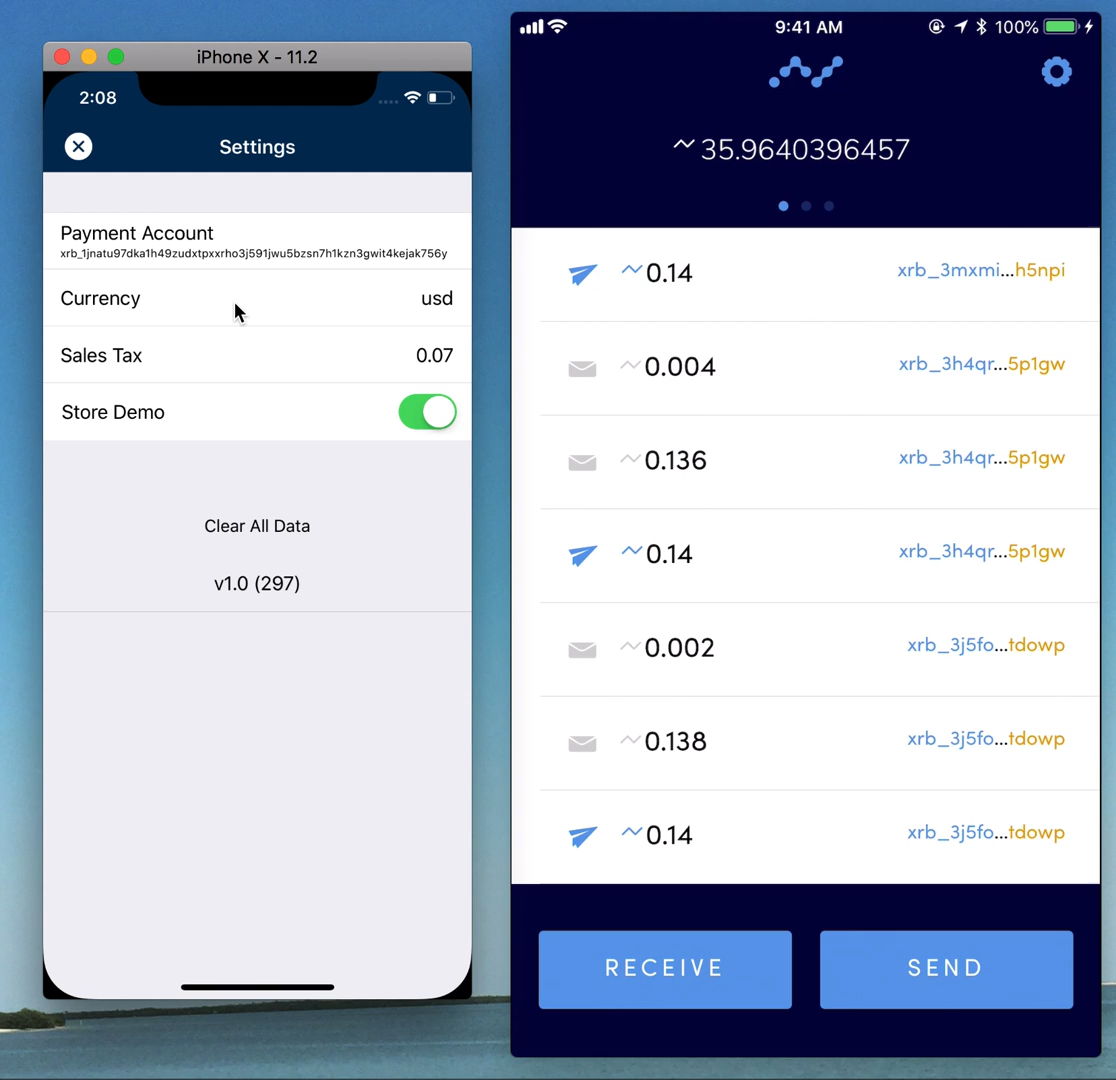 iPhone X - 11.2
2:08
Settings
Payment Account
xrb_1jnatu97dka1h49zudxtpxxrho3j591jwu5bzsn7h1kzn3gwit4kejak756y
Currency usd
Sales Tax 0.07
Store Demo
Clear All Data
v1.0 (297)
9:41 AM 100%
35.9640396457
0.14 xrb_3mxmi...h5npi
0.004 xrb_3h4qr...5p1gw
0.136 xrb_3h4qr...5p1gw
0.14 xrb_3h4qr...5p1gw
0.002 xrb_3j5fo...tdowp
0.138 xrb_3j5fo...tdowp
0.14 xrb_3j5fo...tdowp
RECEIVE SEND